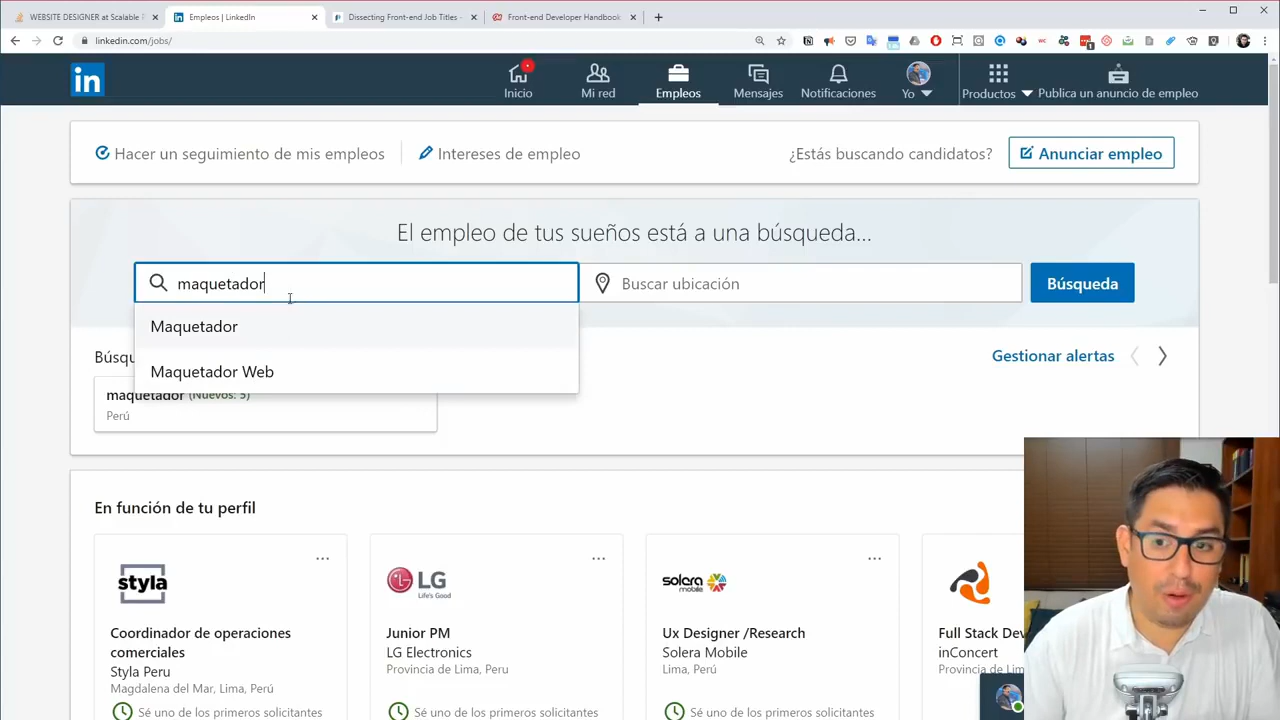 WEBSITE DESIGNER at Scalable
Empleos | LinkedIn
Dissecting Front-end Job Titles -
Front-end Developer Handbook
linkedin.com/jobs/
in
Inicio
Mi red
Empleos
Mensajes
Notificaciones
Yo
Productos
Publica un anuncio de empleo
Hacer un seguimiento de mis empleos
Intereses de empleo
¿Estás buscando candidatos?
Anunciar empleo
El empleo de tus sueños está a una búsqueda...
maquetador
Buscar ubicación
Búsqueda
Maquetador
Maquetador Web
Búsqu
Gestionar alertas
maquetador (Nuevos: 5)
Perú
En función de tu perfil
styla
Coordinador de operaciones
comerciales
Styla Peru
Magdalena del Mar, Lima, Perú
Sé uno de los primeros solicitantes
LG
Life's Good
Junior PM
LG Electronics
Provincia de Lima, Peru
Sé uno de los primeros solicitantes
solera
mobile
Ux Designer /Research
Solera Mobile
Lima, Perú
Sé uno de los primeros solicitantes
Full Stack Dev
inConcert
Provincia de Li